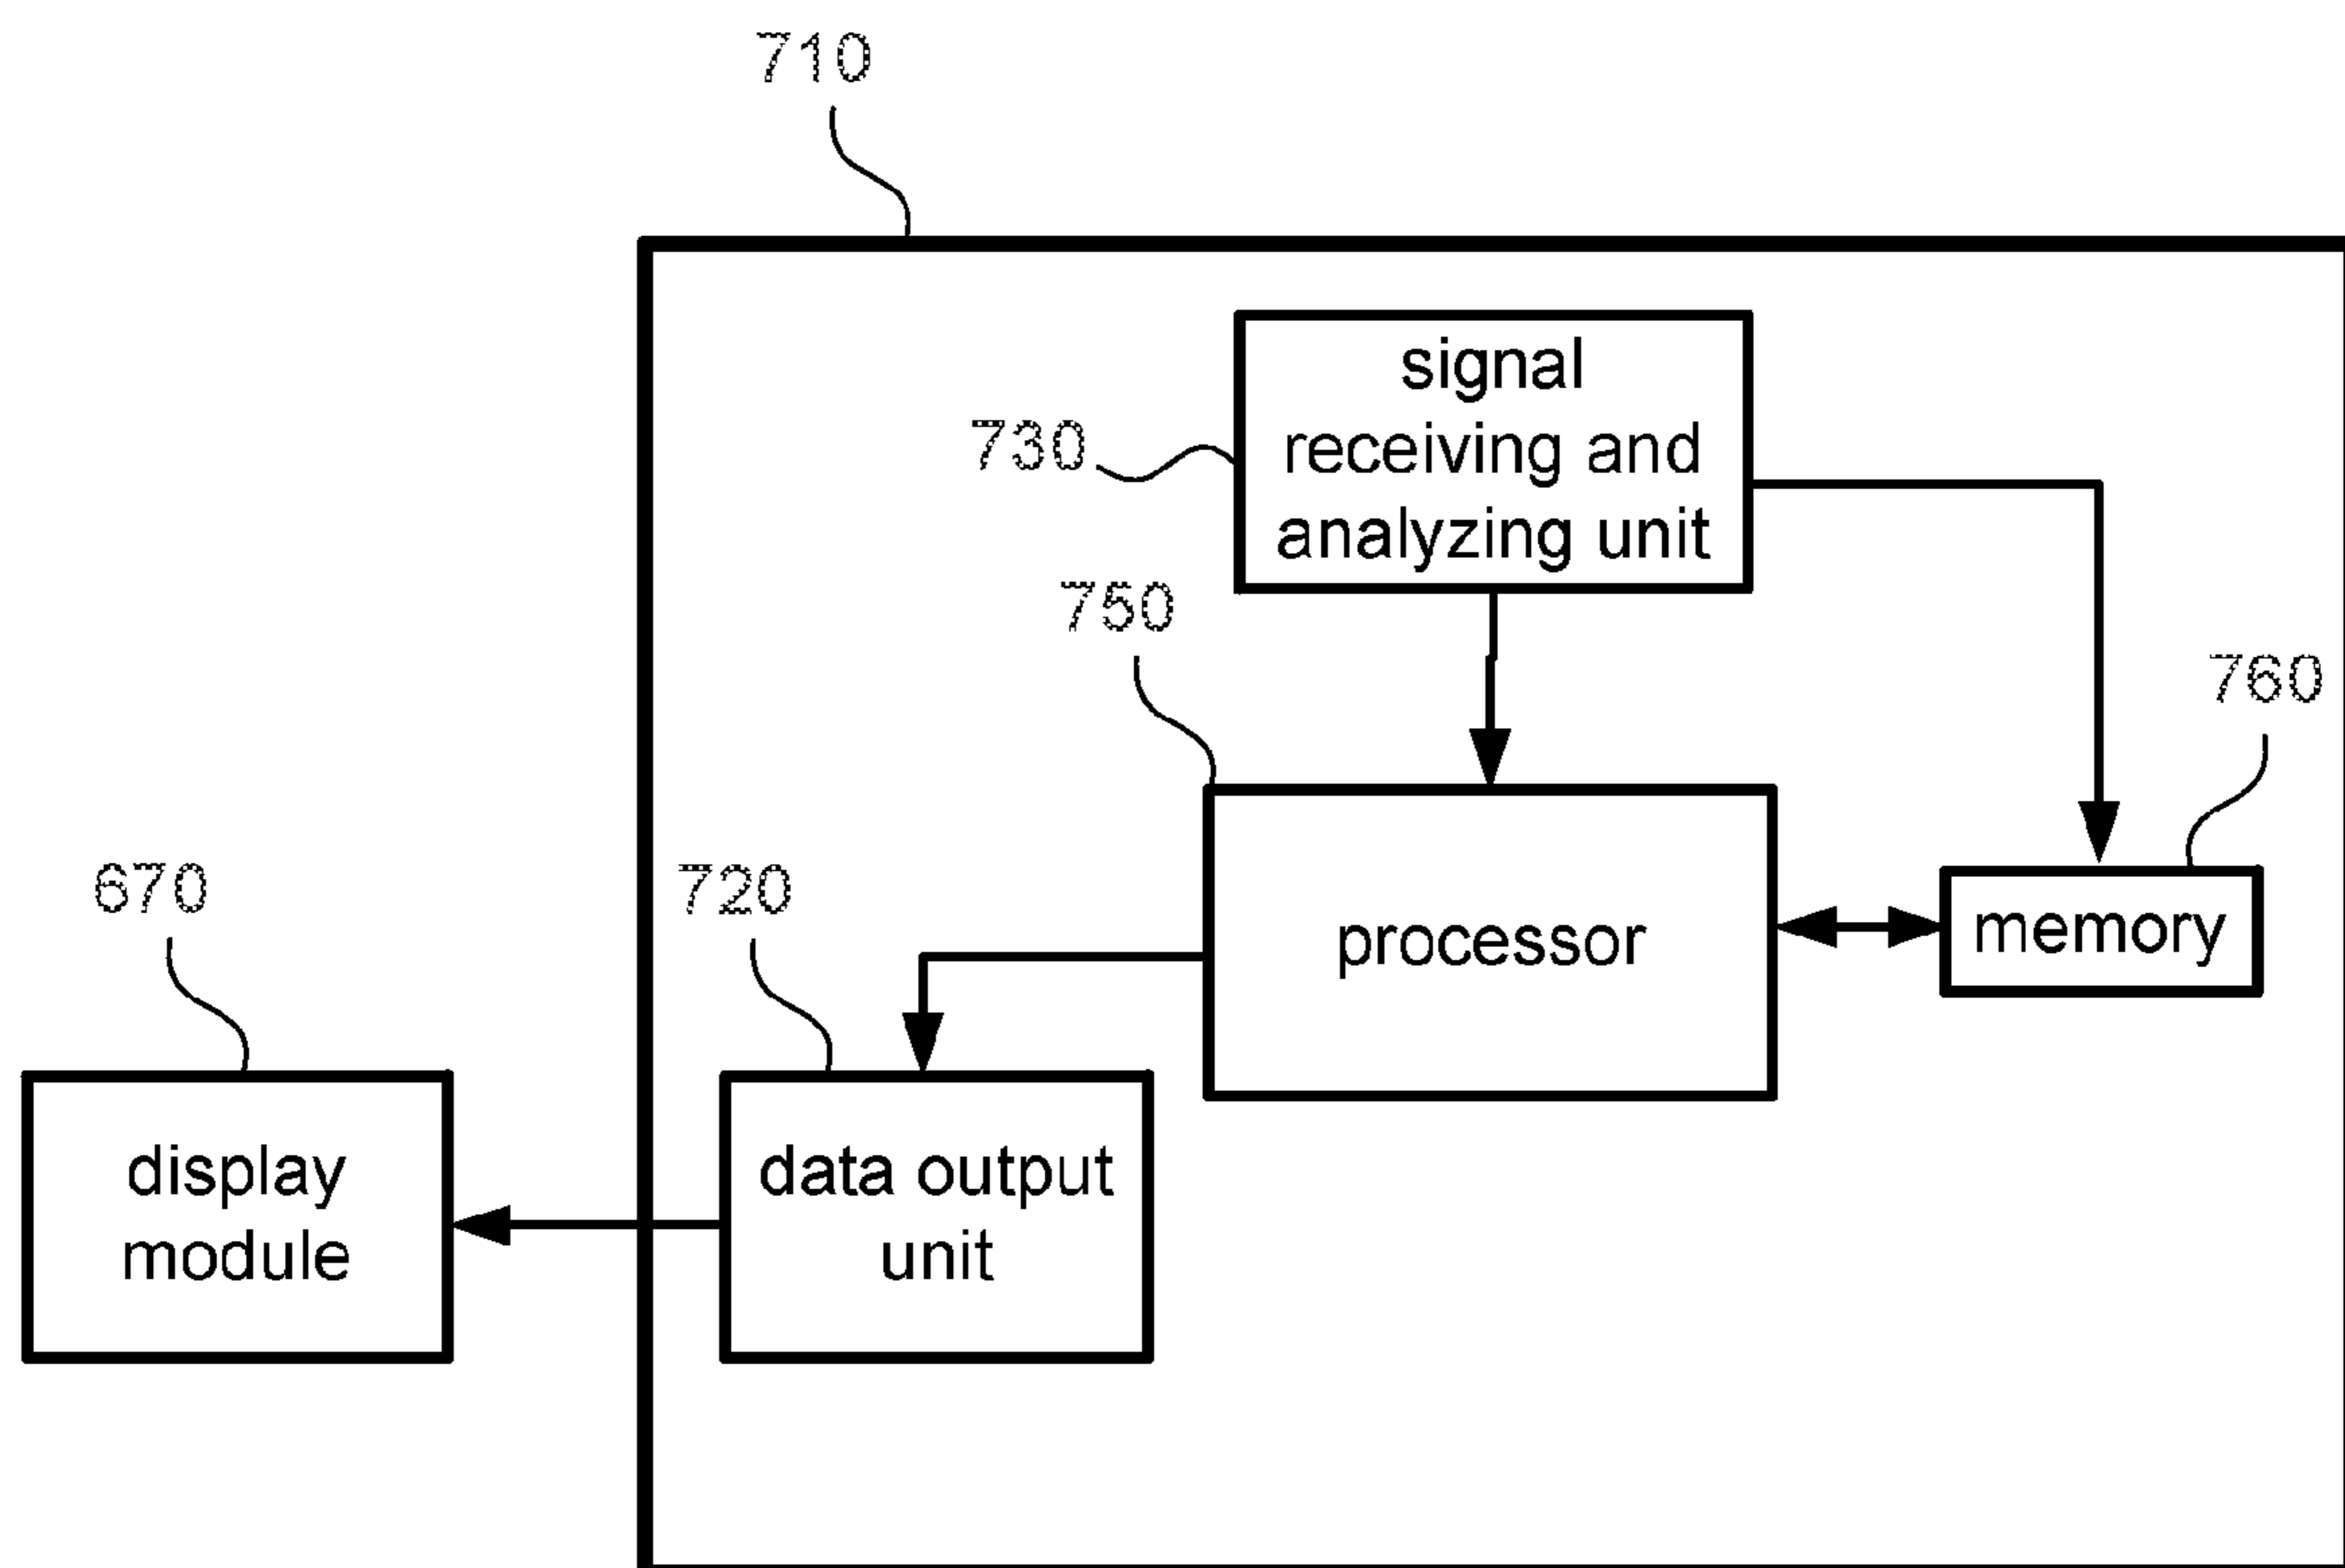 710
signal
receiving and
analyzing unit
730
750
760
processor
memory
670
720
display
module
data output
unit